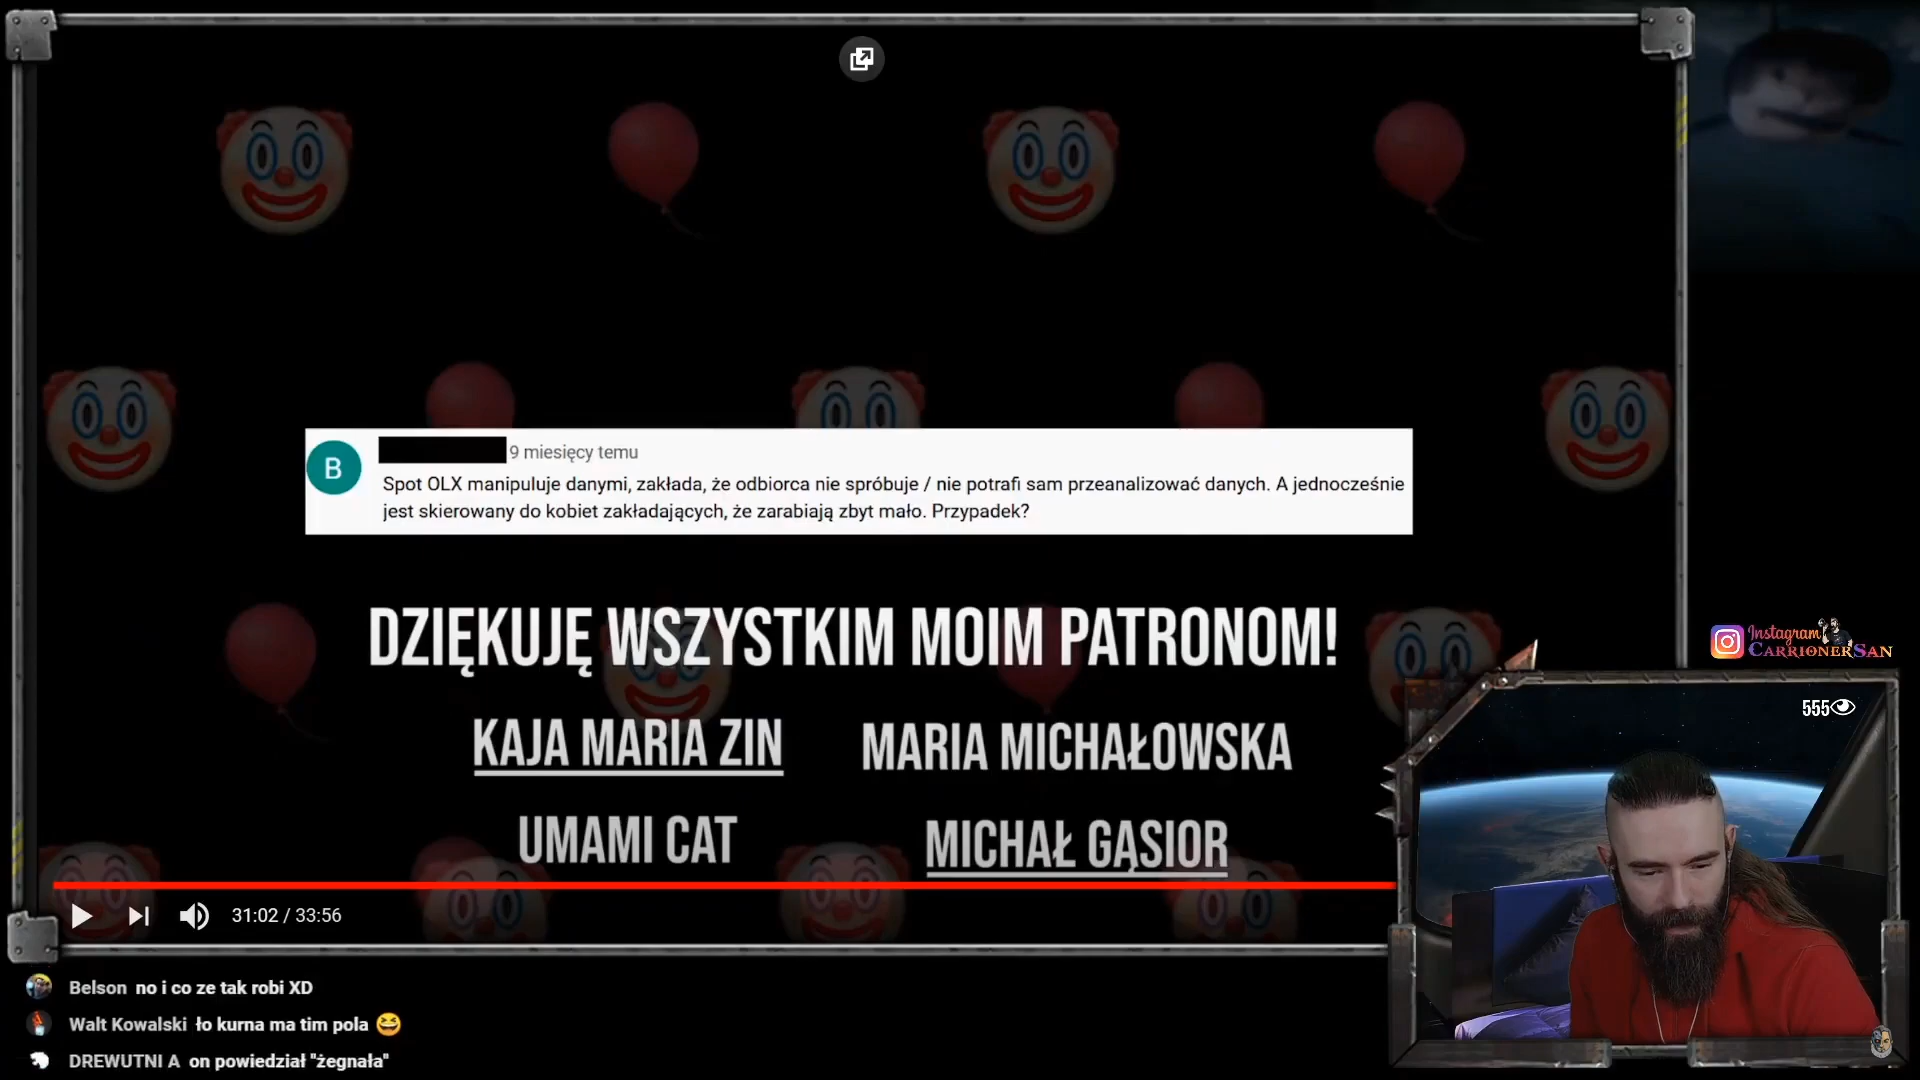 B
9 miesięcy temu
Spot OLX manipuluje danymi, zakłada, że odbiorca nie spróbuje / nie potrafi sam przeanalizować danych. A jednocześnie
jest skierowany do kobiet zakładających, że zarabiają zbyt mało. Przypadek?
DZIĘKUJĘ WSZYSTKIM MOIM PATRONOM!
KAJA MARIA ZIN
MARIA MICHAŁOWSKA
UMAMI CAT
MICHAŁ GĄSIOR
Instagram
CARRIONERSAN
555
31:02 / 33:56
Belson no i co ze tak robi XD
Walt Kowalski ło kurna ma tim pola
DREWUTNI A on powiedział "żegnała"